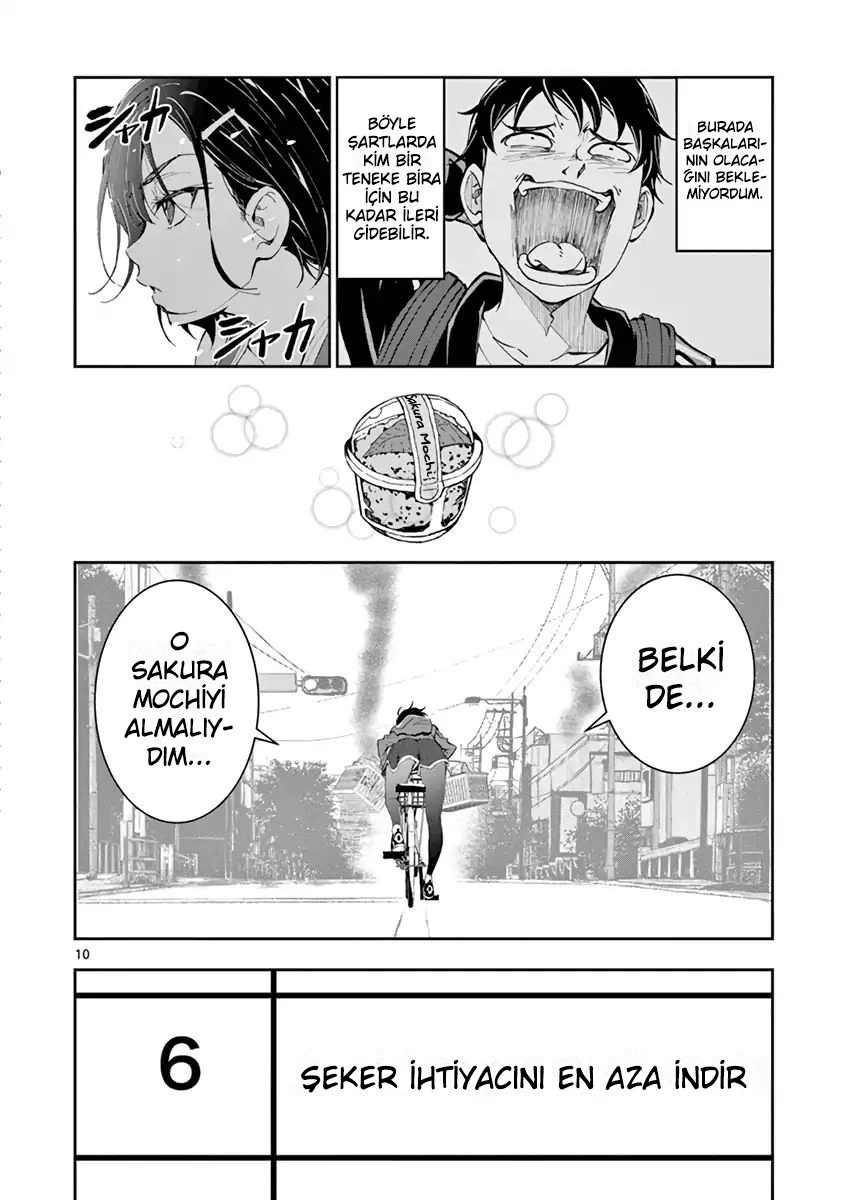 BURADA
BAŞKALARI-
NIN OLACA-
ĞINI BEKLE-
MİYORDUM.
BÖYLE
ŞARTLARDA
KİM BİR
TENEKE BİRA
İÇİN BU
KADAR İLERİ
GİDEBİLİR.
シャカ
シャカ
Sakura Mochi
BELKİ
DE...
O
SAKURA
MOCHİYİ
ALMALIY-
DIM...
10
6
ŞEKER İHTİYACINI EN AZA İNDİR